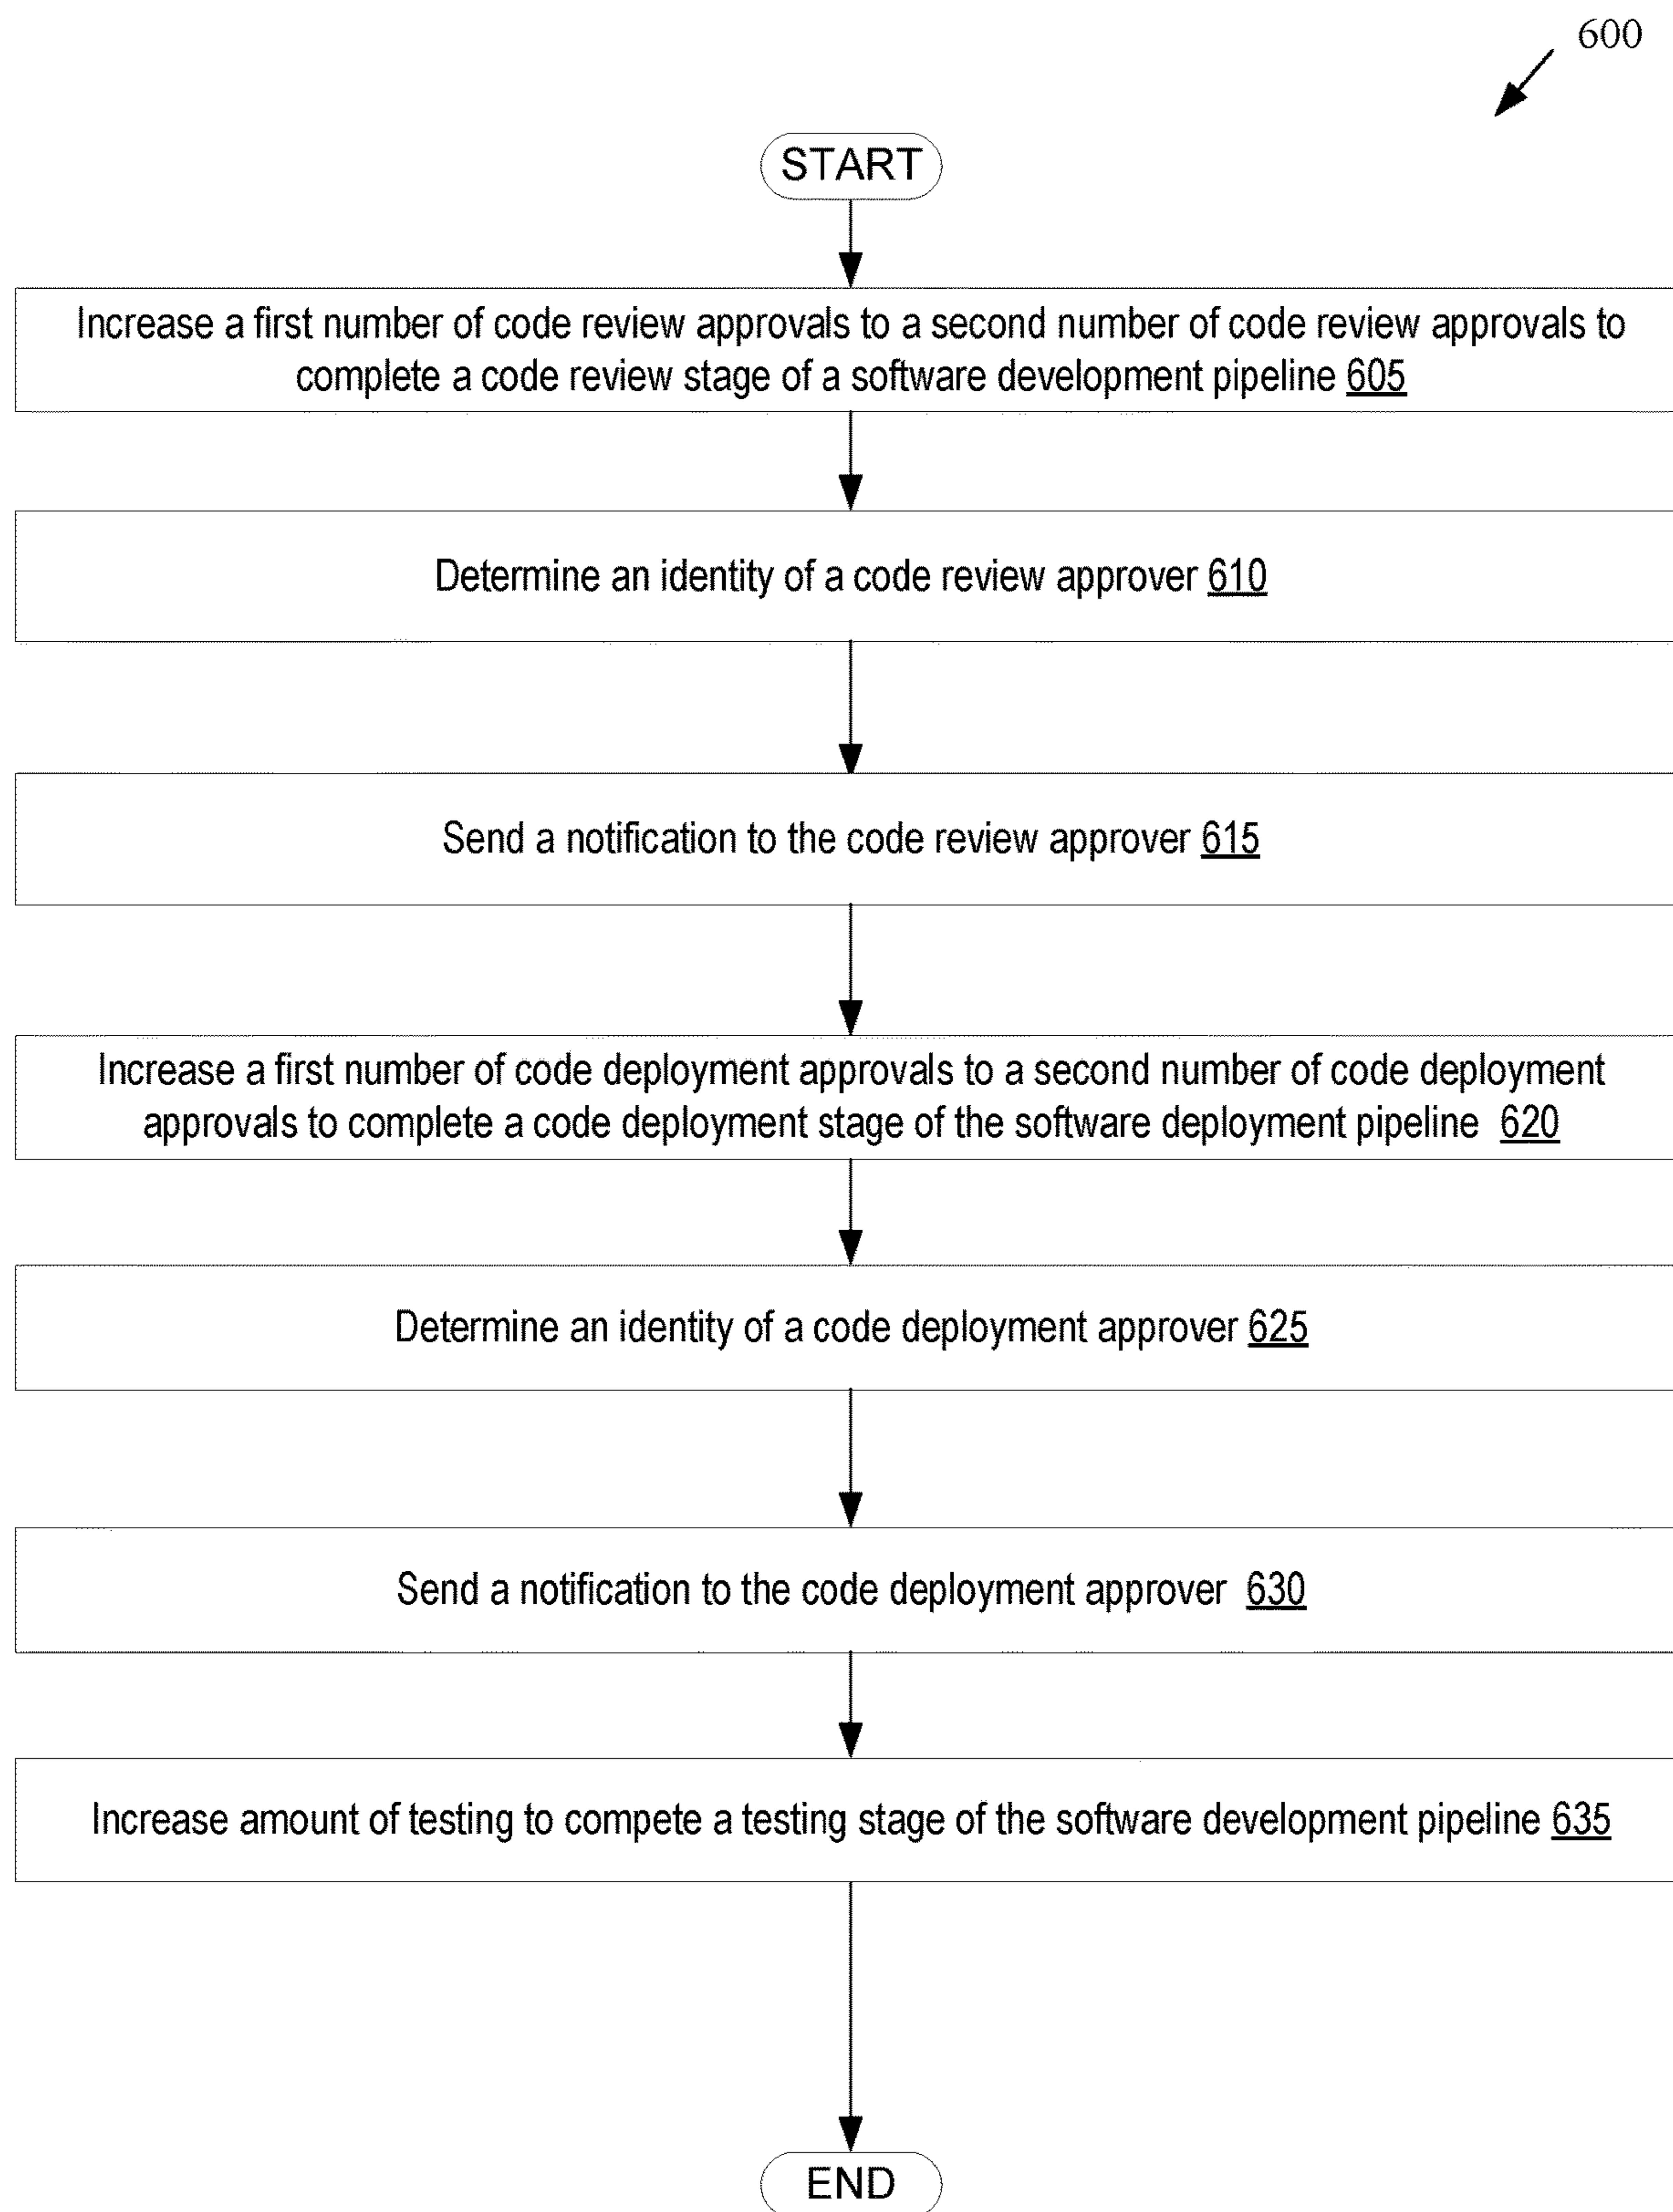 600
START
Increase a first number of code review approvals to a second number of code review approvals to
complete a code review stage of a software development pipeline 605
Determine an identity of a code review approver 610
Send a notification to the code review approver 615
Increase a first number of code deployment approvals to a second number of code deployment
approvals to complete a code deployment stage of the software deployment pipeline 620
Determine an identity of a code deployment approver 625
Send a notification to the code deployment approver 630
Increase amount of testing to compete a testing stage of the software development pipeline 635
END